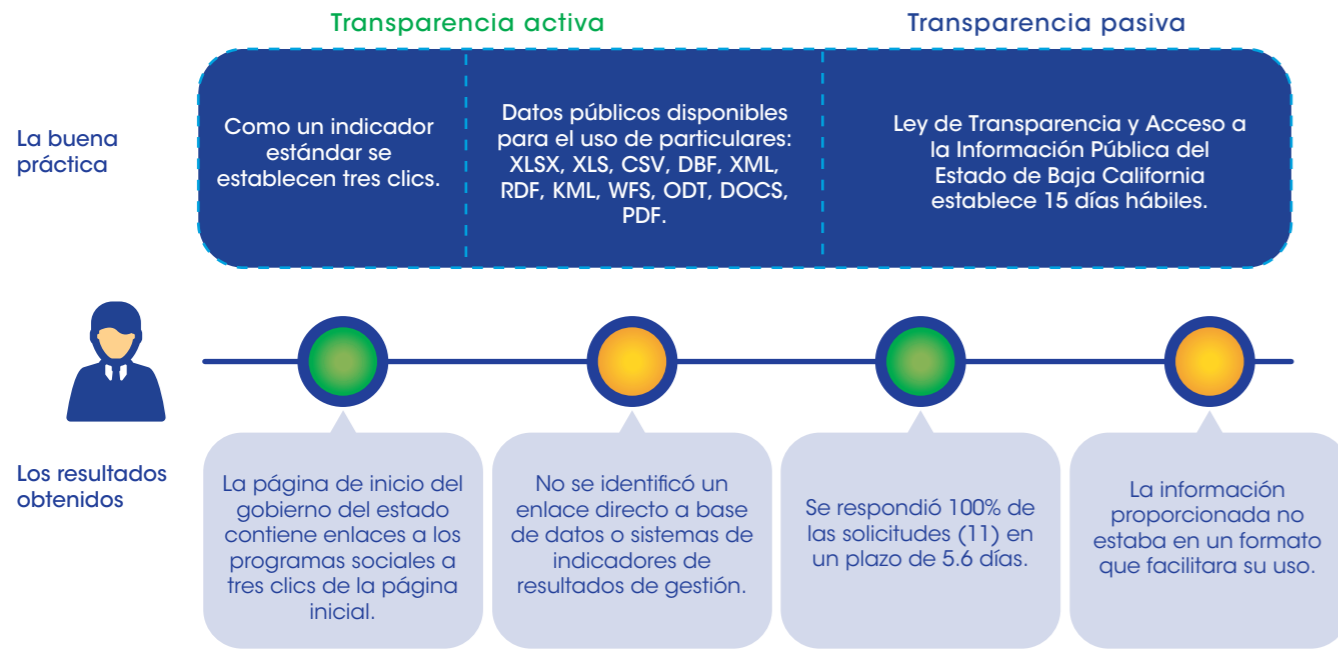 Transparencia activa
Transparencia pasiva
La buena
práctica
Como un indicador
estándar se
establecen tres clics.
Datos públicos disponibles
para el uso de particulares:
XLSX, XLS, CSV, DBF, XML,
RDF, KML, WFS, ODT, DOCS,
PDF.
Ley de Transparencia y Acceso a
la Información Pública del
Estado de Baja California
establece 15 días hábiles.
Los resultados
obtenidos
La página de inicio del
gobierno del estado
contiene enlaces a los
programas sociales a
tres clics de la página
inicial.
No se identificó un
enlace directo a base
de datos o sistemas de
indicadores de
resultados de gestión.
Se respondió 100% de
las solicitudes (11) en
un plazo de 5.6 días.
La información
proporcionada no
estaba en un formato
que facilitara su uso.